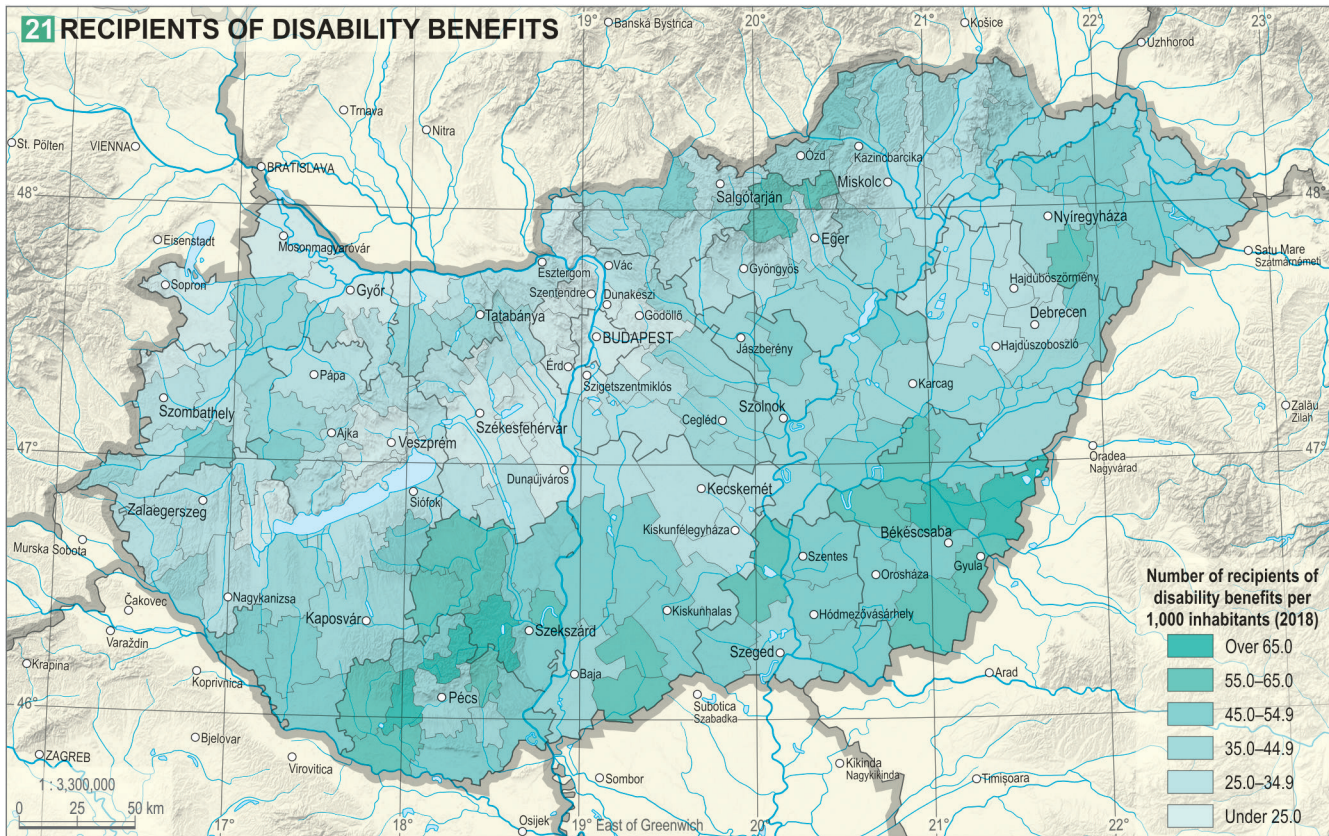 21 RECIPIENTS OF DISABILITY BENEFITS
19°
20°
21°
22°
23°
Banská Bystrica
Košice
Uzhhorod
Trnava
Nitra
St. Pölten
VIENNA
BRATISLAVA
Ózd
Kazincbarcika
Miskolc
Salgótarján
48°
48°
Nyíregyháza
Eisenstadt
Mosonmagyaróvár
Eger
Satu Mare
Szatmárnémeti
Esztergom
Vác
Gyöngyös
Sopron
Győr
Szentendre
Dunakeszi
Hajdúböszörmény
Tatabánya
Gödöllő
Debrecen
BUDAPEST
Jászberény
Hajdúszoboszló
Érd
Pápa
Szigetszentmiklós
Karcag
Szombathely
Székesfehérvár
Cegléd
Szolnok
Zalău
Zilah
Ajka
Veszprém
47°
47°
Oradea
Nagyvárad
Dunaújváros
Zalaegerszeg
Siófok
Kecskemét
Kiskunfélegyháza
Békéscsaba
Murska Sobota
Szentes
Gyula
Orosháza
Čakovec
Nagykanizsa
Kaposvár
Kiskunhalas
Hódmezővásárhely
Szekszárd
Varaždin
Szeged
Krapina
Koprivnica
Baja
Arad
Pécs
Subotica
Szabadka
46°
46°
Bjelovar
ZAGREB
Virovitica
Sombor
Kikinda
Nagykikinda
Timișoara
Osijek
Number of recipients of
disability benefits per
1,000 inhabitants (2018)
Over 65.0
55.0–65.0
45.0–54.9
35.0–44.9
25.0–34.9
Under 25.0
1 : 3,300,000
0 25 50 km
17°
18°
19° East of Greenwich
20°
21°
22°